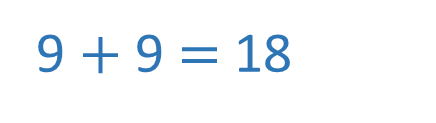 9 + 9 = 18